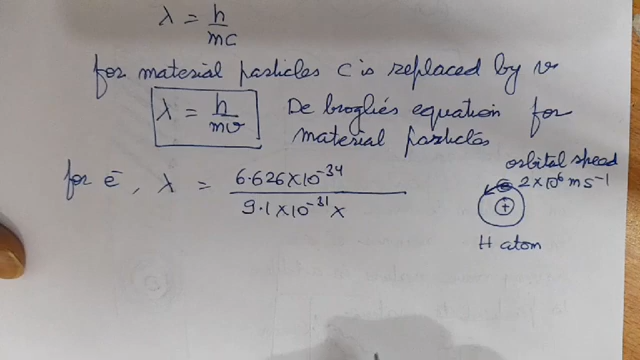 λ = h/mc
for material particles c is replaced by v
λ = h/mv De broglie's equation for
material particles
orbital speed
2×10⁶ ms⁻¹
for e⁻, λ = 6.626×10⁻³⁴ / 9.1×10⁻³¹×
+
H atom